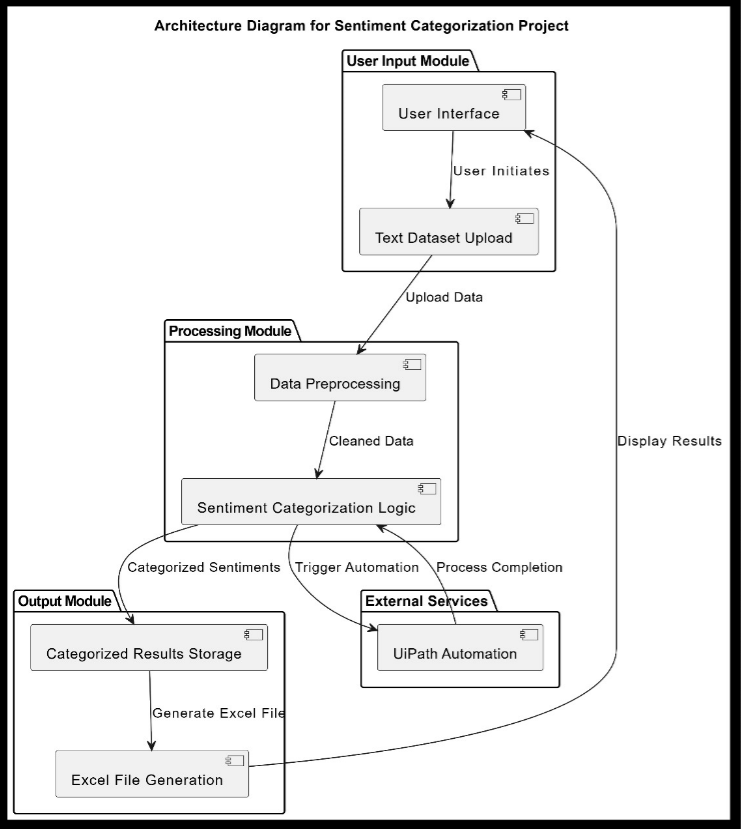 Architecture Diagram for Sentiment Categorization Project
User Input Module
User Interface
User Initiates
Text Dataset Upload
Upload Data
Processing Module
Data Preprocessing
Cleaned Data
Display Results
Sentiment Categorization Logic
Categorized Sentiments
Trigger Automation
Process Completion
Output Module
External Services
Categorized Results Storage
UiPath Automation
Generate Excel File
Excel File Generation